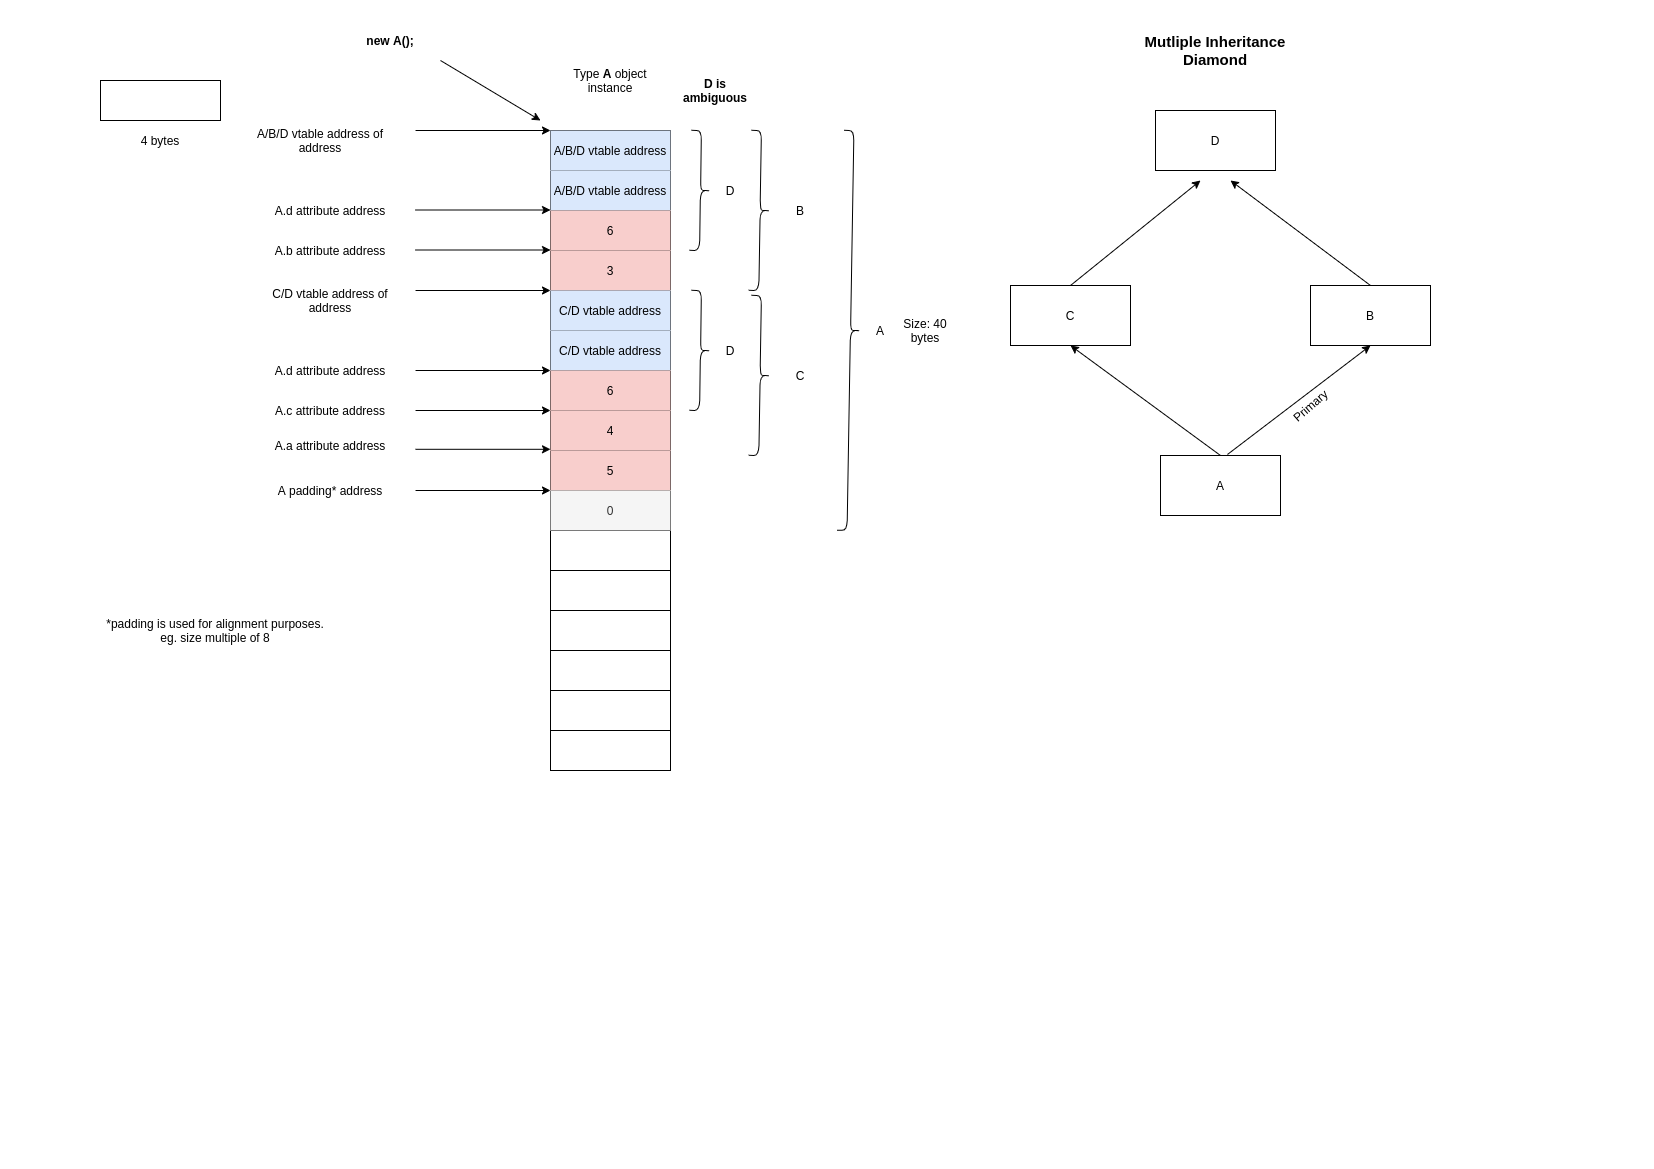 new A();
Mutliple Inheritance
Diamond
Type A object
instance
D is
ambiguous
4 bytes
A/B/D vtable address of
address
A/B/D vtable address
D
A/B/D vtable address
D
B
A.d attribute address
6
A.b attribute address
3
C/D vtable address of
address
C/D vtable address
A
Size: 40
bytes
C
B
C/D vtable address
D
C
A.d attribute address
6
Primary
A.c attribute address
4
A.a attribute address
5
A
A padding* address
0
*padding is used for alignment purposes.
eg. size multiple of 8